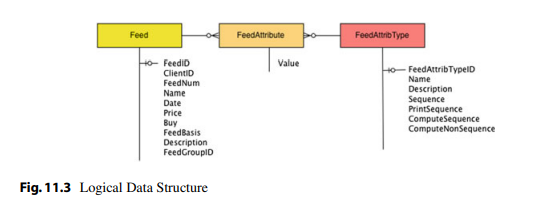 Feed
FeedAttribute
FeedAttribType
FeedID
ClientID
FeedNum
Name
Date
Price
Buy
FeedBasis
Description
FeedGroupID
Value
FeedAttribTypeID
Name
Description
Sequence
PrintSequence
ComputeSequence
ComputeNonSequence
Fig. 11.3 Logical Data Structure